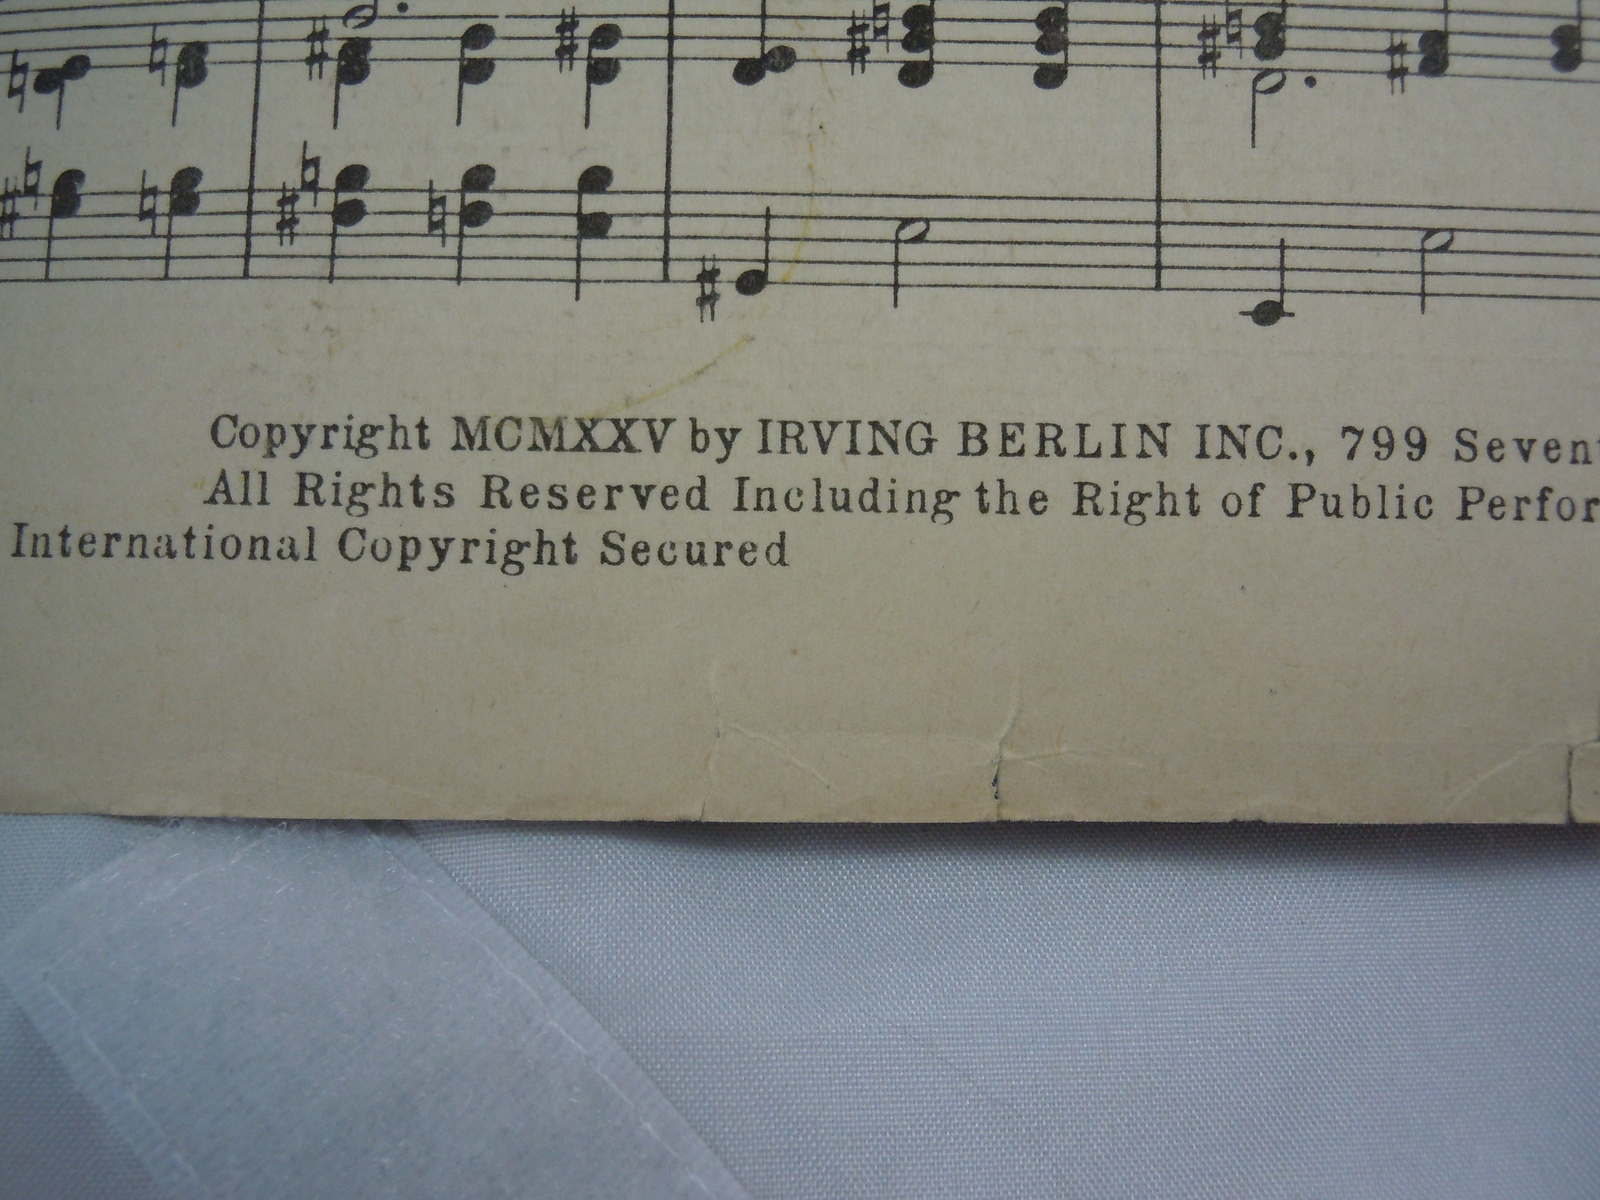 Copyright MCMXXV by IRVING BERLIN INC., 799
All Rights Reserved Including the Right of Public
International Copyright Secured